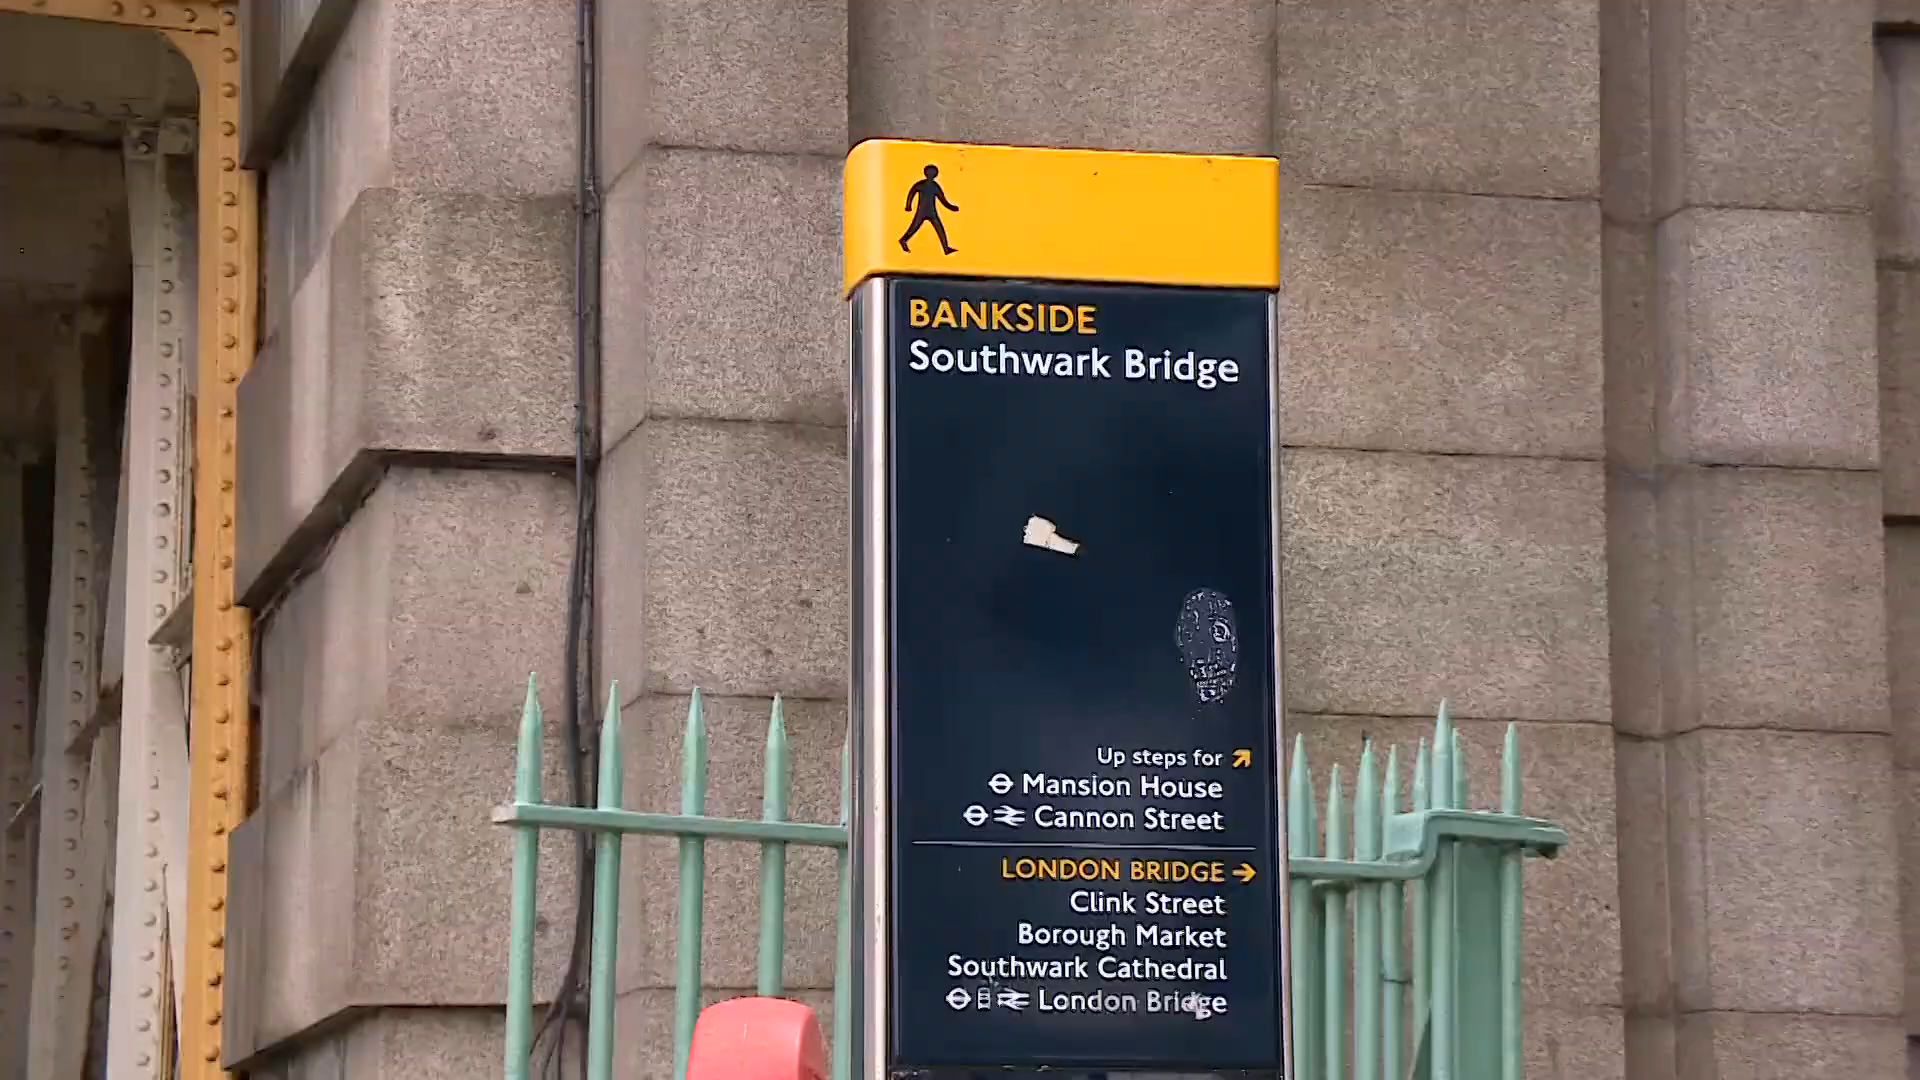 BANKSIDE
Southwark Bridge
Up steps for
Mansion House
Cannon Street
LONDON BRIDGE
Clink Street
Borough Market
Southwark Cathedral
London Bridge